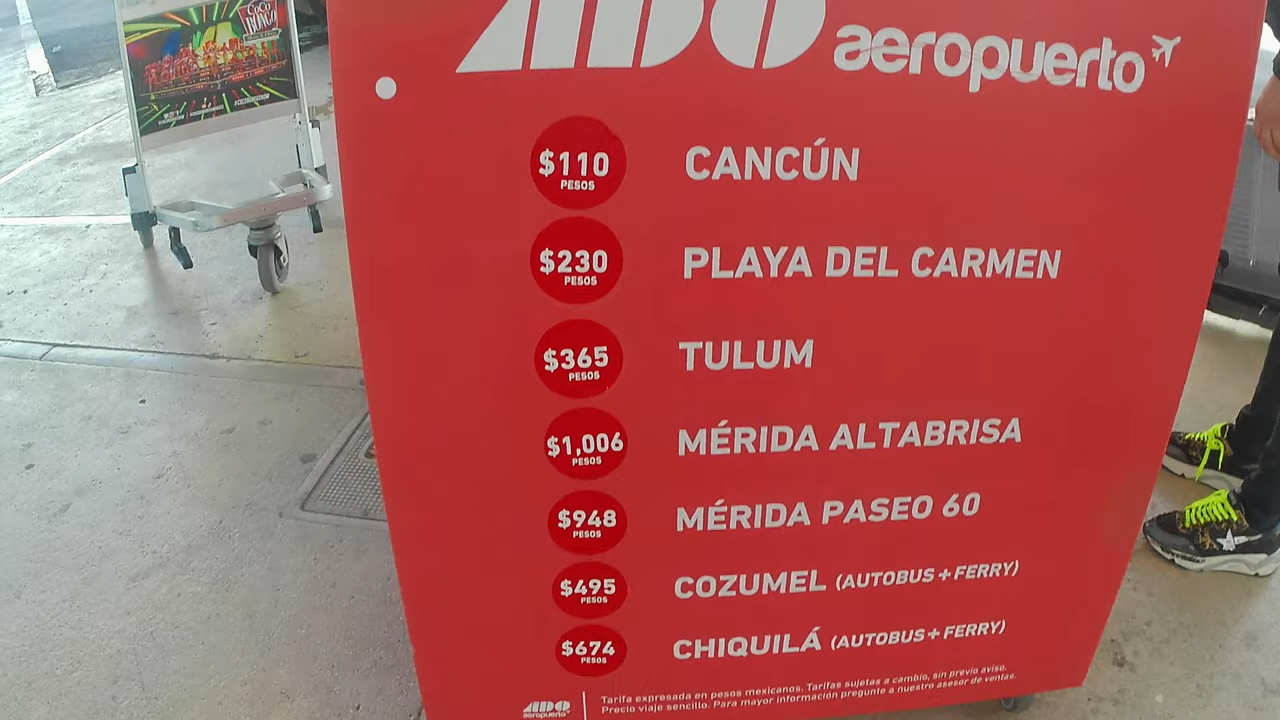 COCO
BONGO
ADO aeropuerto
$110 PESOS CANCÚN
$230 PESOS PLAYA DEL CARMEN
$365 PESOS TULUM
$1,006 PESOS MÉRIDA ALTABRISA
$948 PESOS MÉRIDA PASEO 60
$495 PESOS COZUMEL (AUTOBUS + FERRY)
$674 PESOS CHIQUILÁ (AUTOBUS + FERRY)
ADO aeropuerto
Tarifa expresada en pesos mexicanos. Tarifas sujetas a cambio, sin previo aviso.
Precio viaje sencillo. Para mayor información pregunte a nuestro asesor de ventas.